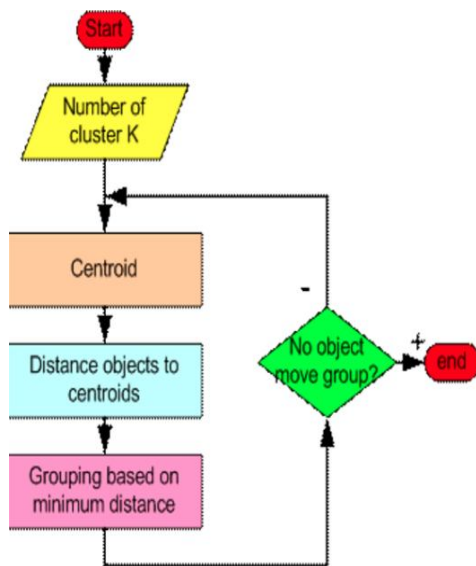 Start
Number of
cluster K
Centroid
-
No object
move group?
+
end
Distance objects to
centroids
Grouping based on
minimum distance